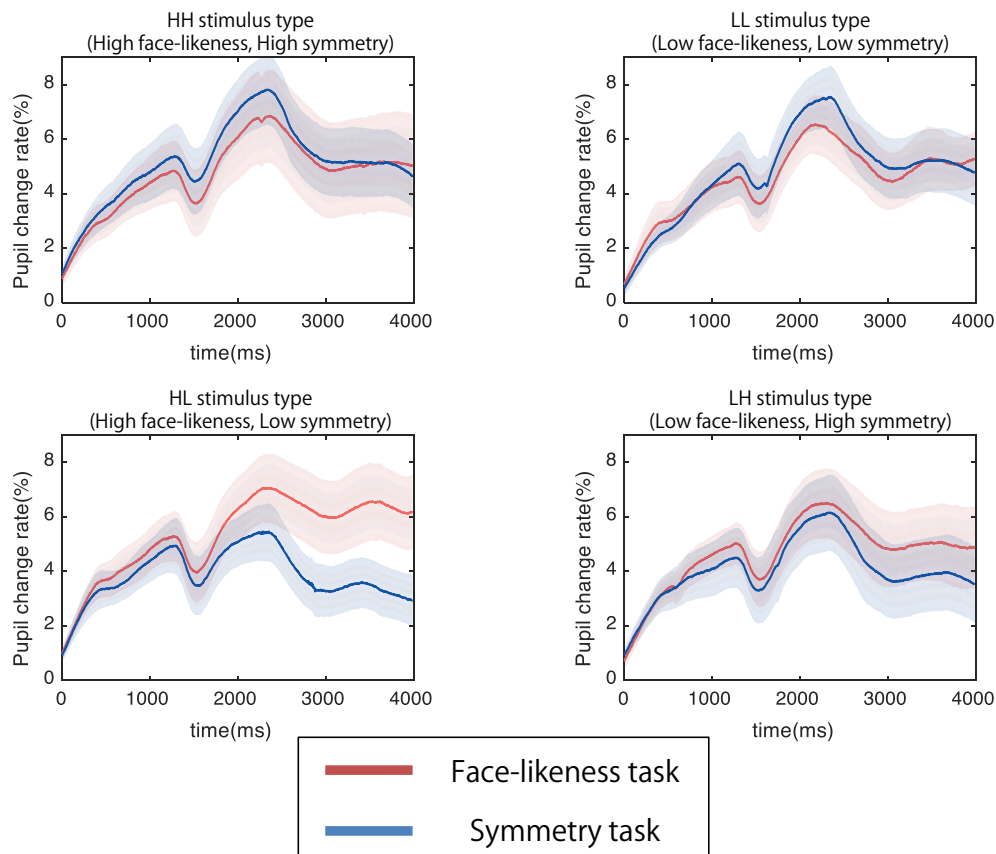 HH stimulus type
(High face-likeness, High symmetry)
Pupil change rate(%)
8
6
4
2
0
0 1000 2000 3000 4000
time(ms)
LL stimulus type
(Low face-likeness, Low symmetry)
Pupil change rate(%)
8
6
4
2
0
0 1000 2000 3000 4000
time(ms)
HL stimulus type
(High face-likeness, Low symmetry)
Pupil change rate(%)
8
6
4
2
0
0 1000 2000 3000 4000
time(ms)
LH stimulus type
(Low face-likeness, High symmetry)
Pupil change rate(%)
8
6
4
2
0
0 1000 2000 3000 4000
time(ms)
Face-likeness task
Symmetry task